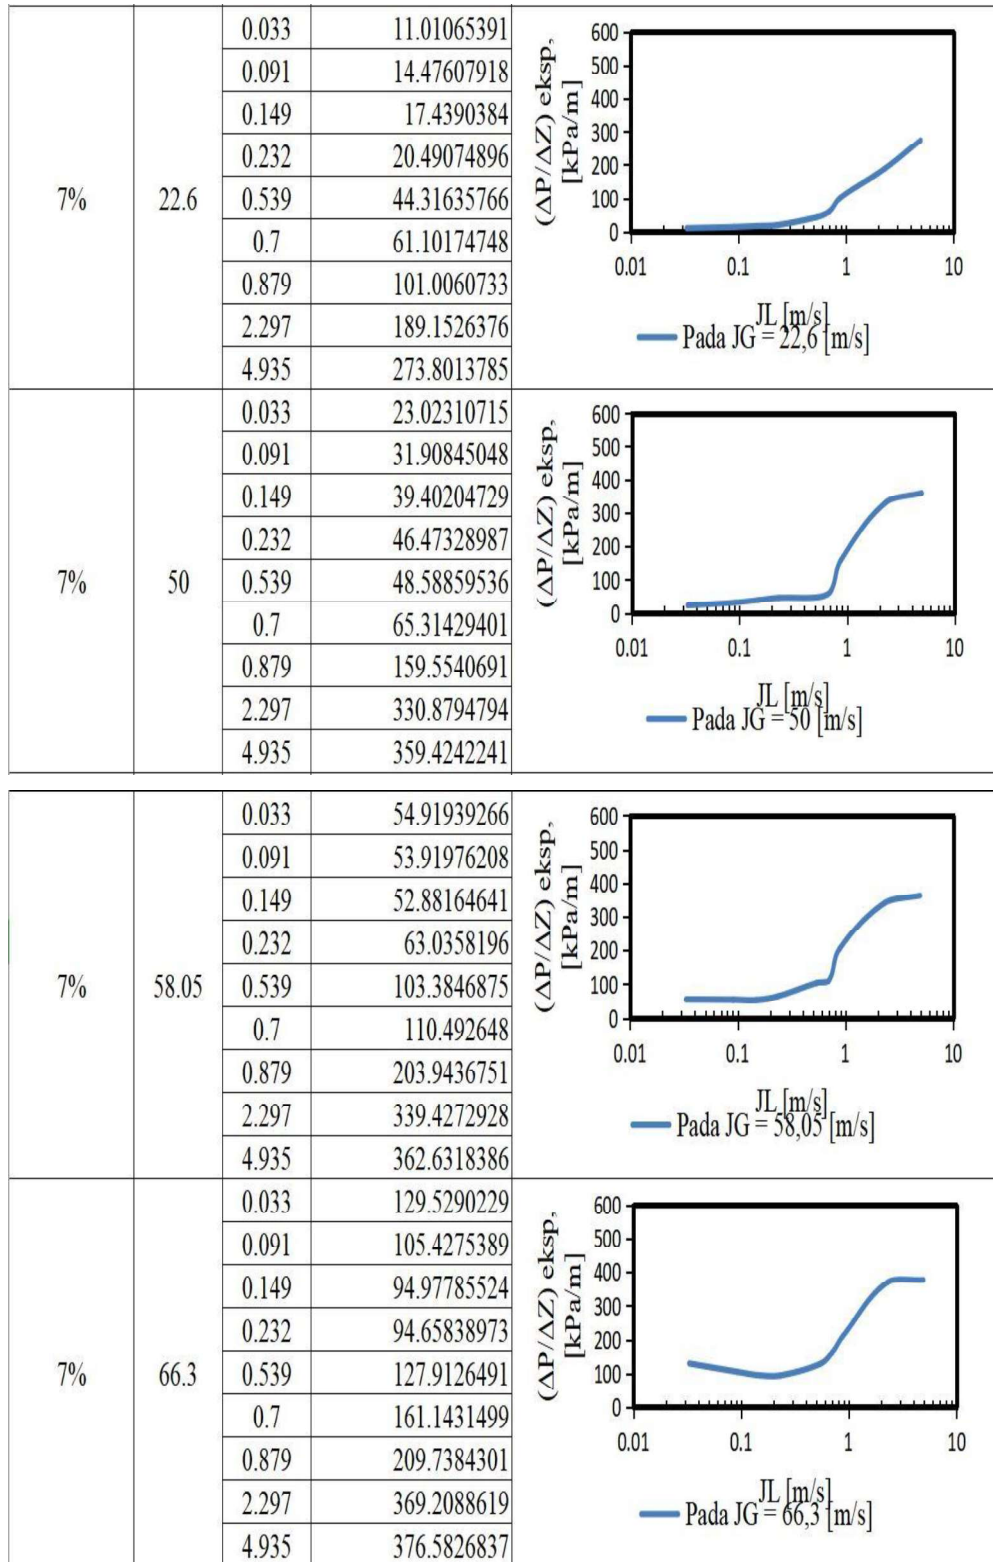 0.033 11.01065391
0.091 14.47607918
0.149 17.4390384
0.232 20.49074896
7% 22.6 0.539 44.31635766
0.7 61.10174748
0.879 101.0060733
2.297 189.1526376
4.935 273.8013785
(ΔP/ΔZ) eksp,
[kPa/m]
600
500
400
300
200
100
0
0.01 0.1 1 10
JL [m/s]
Pada JG = 22,6 [m/s]
0.033 23.02310715
0.091 31.90845048
0.149 39.40204729
0.232 46.47328987
7% 50 0.539 48.58859536
0.7 65.31429401
0.879 159.5540691
2.297 330.8794794
4.935 359.4242241
(ΔP/ΔZ) eksp,
[kPa/m]
600
500
400
300
200
100
0
0.01 0.1 1 10
JL [m/s]
Pada JG = 50 [m/s]
0.033 54.91939266
0.091 53.91976208
0.149 52.88164641
0.232 63.0358196
7% 58.05 0.539 103.3846875
0.7 110.492648
0.879 203.9436751
2.297 339.4272928
4.935 362.6318386
(ΔP/ΔZ) eksp,
[kPa/m]
600
500
400
300
200
100
0
0.01 0.1 1 10
JL [m/s]
Pada JG = 58,05 [m/s]
0.033 129.5290229
0.091 105.4275389
0.149 94.97785524
0.232 94.65838973
7% 66.3 0.539 127.9126491
0.7 161.1431499
0.879 209.7384301
2.297 369.2088619
4.935 376.5826837
(ΔP/ΔZ) eksp,
[kPa/m]
600
500
400
300
200
100
0
0.01 0.1 1 10
JL [m/s]
Pada JG = 66,3 [m/s]